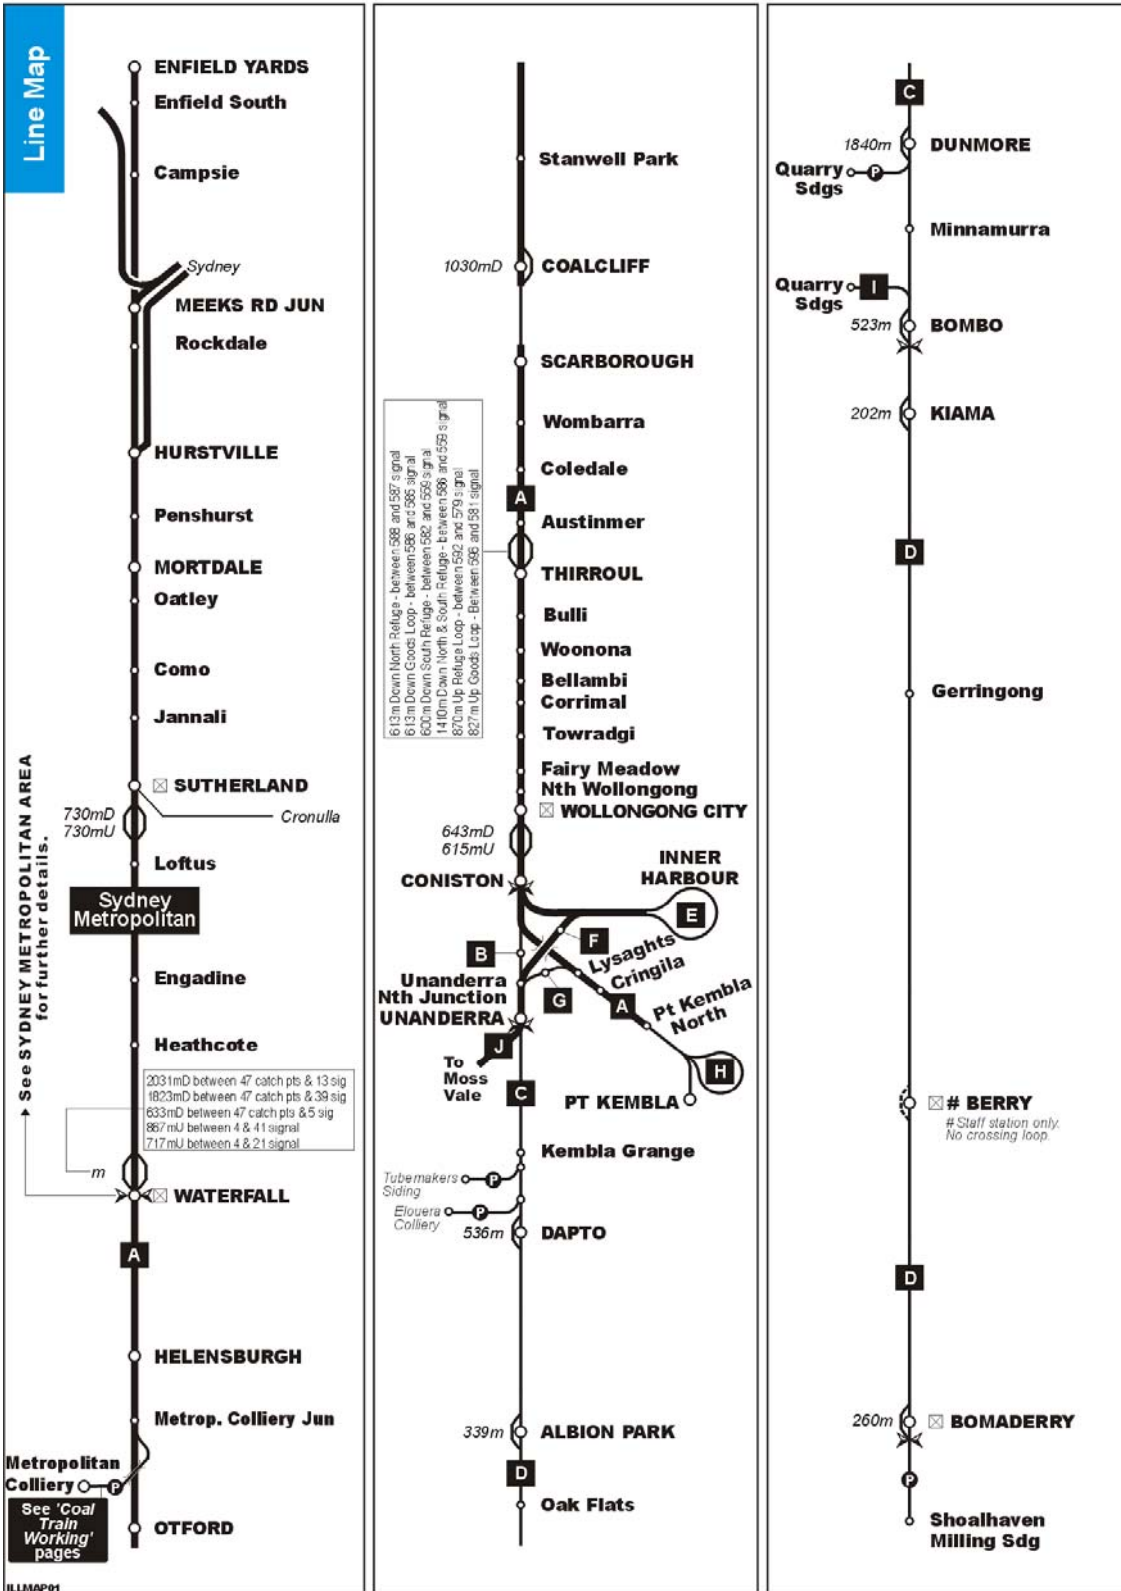 Line Map
ENFIELD YARDS
Enfield South
Campsie
Sydney
MEEKS RD JUN
Rockdale
HURSTVILLE
Penshurst
MORTDALE
Oatley
Como
Jannali
SUTHERLAND
Cronulla
730mD
730mU
Loftus
Sydney
Metropolitan
See SYDNEY METROPOLITAN AREA
for further details.
Engadine
Heathcote
2031mD between 47 catch pts & 13 sig
1823mD between 47 catch pts & 39 sig
633mD between 47 catch pts & 5 sig
867mU between 4 & 41 signal
717mU between 4 & 21 signal
m
WATERFALL
A
HELENSBURGH
Metrop. Colliery Jun
Metropolitan
Colliery
P
See 'Coal
Train
Working'
pages
OTFORD
ILLMAP01
Stanwell Park
1030mD
COALCLIFF
SCARBOROUGH
Wombarra
Coledale
A
Austinmer
613m Down North Refuge - between 588 and 587 signal
613m Down Goods Loop - between 586 and 585 signal
600m Down South Refuge - between 582 and 559 signal
1410m Down North & South Refuge - between 586 and 559 signal
870m Up Refuge Loop - between 592 and 579 signal
827m Up Goods Loop - Between 596 and 581 signal
THIRROUL
Bulli
Woonona
Bellambi
Corrimal
Towradgi
Fairy Meadow
Nth Wollongong
WOLLONGONG CITY
643mD
615mU
CONISTON
INNER
HARBOUR
E
F
B
Lysaghts
Cringila
Unanderra
Nth Junction
G
A
Pt Kembla
North
UNANDERRA
J
To
Moss
Vale
H
C
PT KEMBLA
Kembla Grange
Tubemakers
Siding
P
Elouera
Colliery
P
536m
DAPTO
339m
ALBION PARK
D
Oak Flats
C
1840m
DUNMORE
Quarry
Sdgs
P
Minnamurra
Quarry
Sdgs
I
523m
BOMBO
202m
KIAMA
D
Gerringong
# BERRY
# Staff station only.
No crossing loop.
D
260m
BOMADERRY
P
Shoalhaven
Milling Sdg